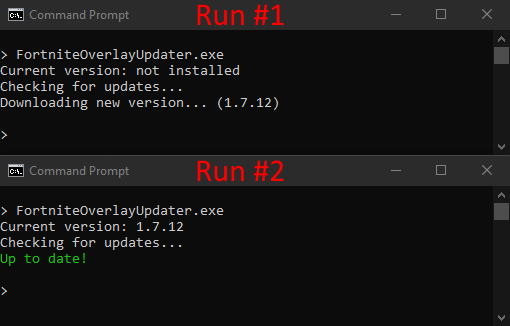 Command Prompt
Run #1
> FortniteOverlayUpdater.exe
Current version: not installed
Checking for updates...
Downloading new version... (1.7.12)
>
Command Prompt
Run #2
> FortniteOverlayUpdater.exe
Current version: 1.7.12
Checking for updates...
Up to date!
>